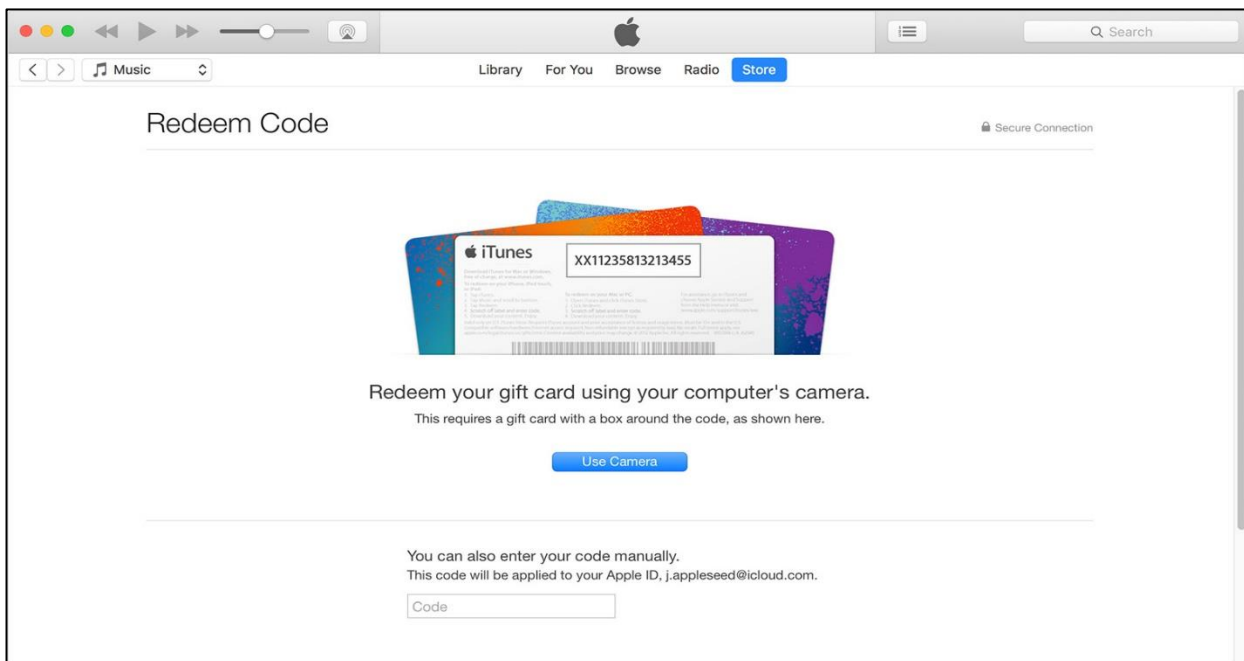 Search
Music
Library For You Browse Radio Store
Redeem Code
Secure Connection
iTunes
XX11235813213455
Redeem your gift card using your computer's camera.
This requires a gift card with a box around the code, as shown here.
Use Camera
You can also enter your code manually.
This code will be applied to your Apple ID, j.appleseed@icloud.com.
Code